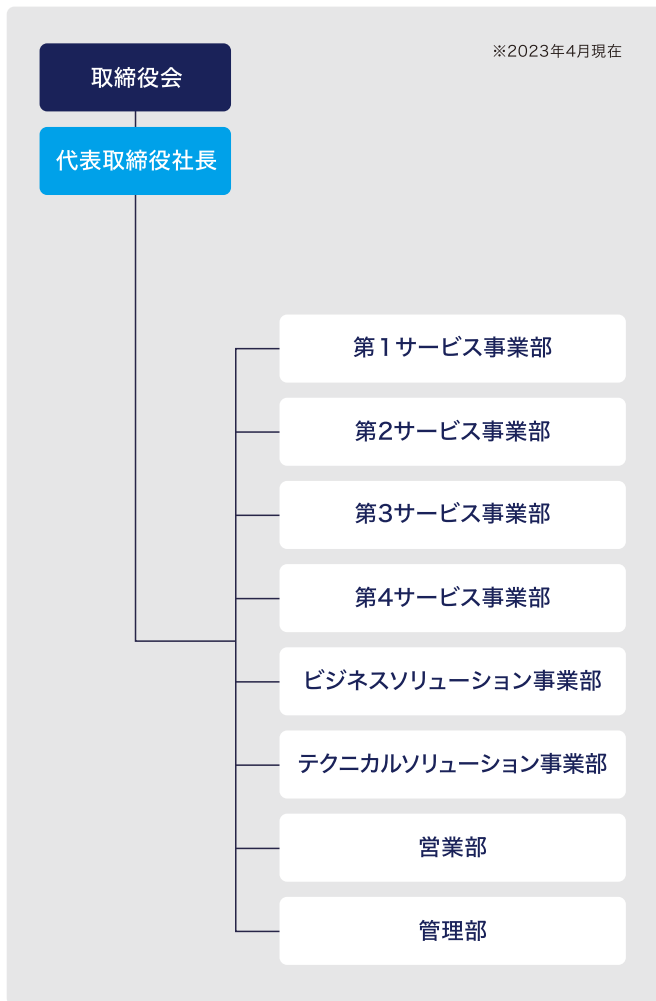 ※2023年4月現在
取締役会
代表取締役社長
第1サービス事業部
第2サービス事業部
第3サービス事業部
第4サービス事業部
ビジネスソリューション事業部
テクニカルソリューション事業部
営業部
管理部